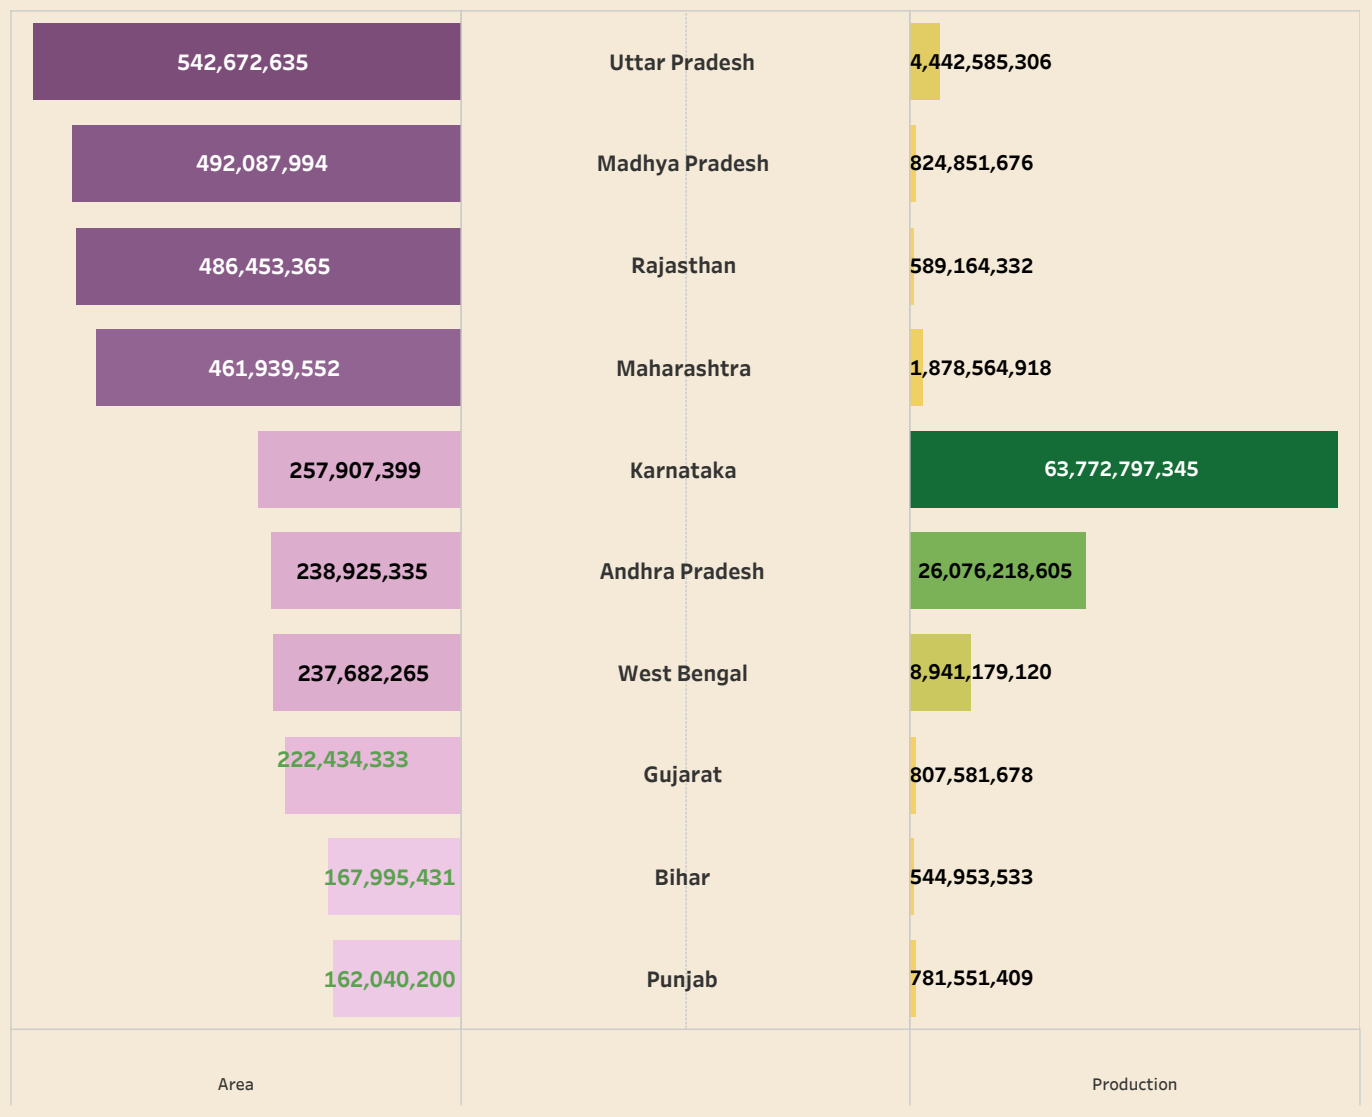 542,672,635 Uttar Pradesh 4,442,585,306
492,087,994 Madhya Pradesh 824,851,676
486,453,365 Rajasthan 589,164,332
461,939,552 Maharashtra 1,878,564,918
257,907,399 Karnataka 63,772,797,345
238,925,335 Andhra Pradesh 26,076,218,605
237,682,265 West Bengal 8,941,179,120
222,434,333 Gujarat 807,581,678
167,995,431 Bihar 544,953,533
162,040,200 Punjab 781,551,409
Area Production